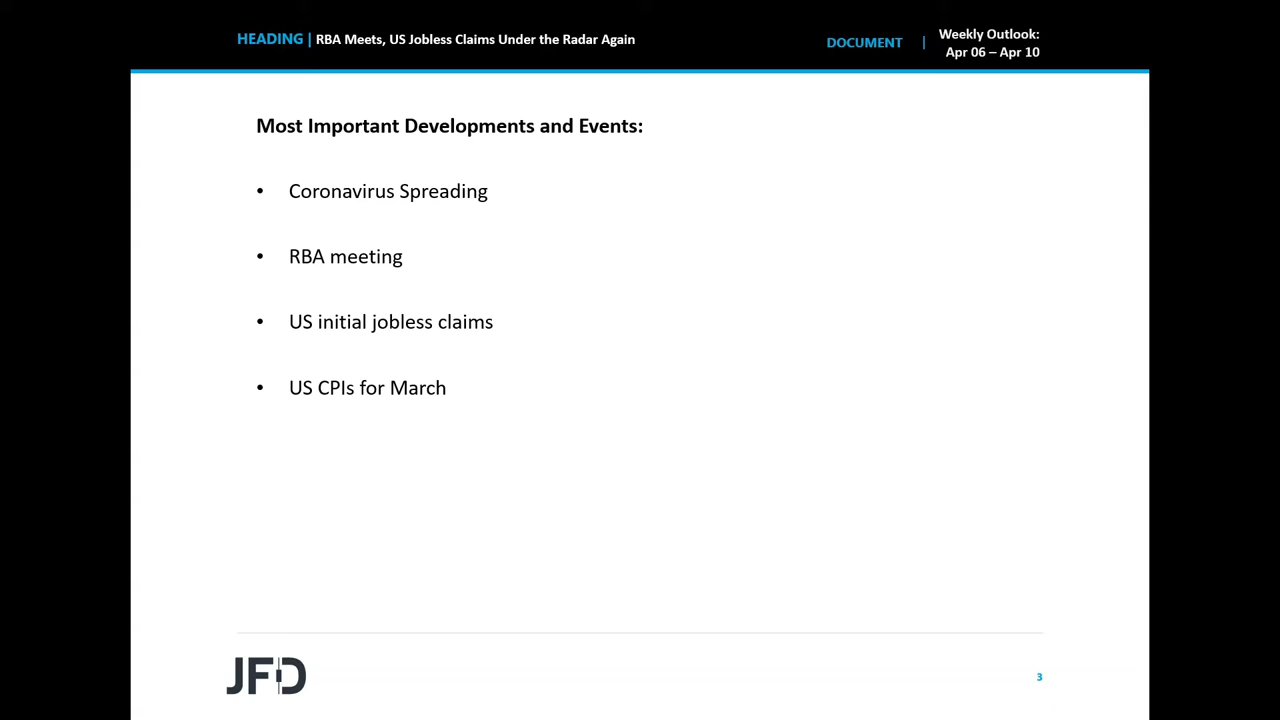 HEADING | RBA Meets, US Jobless Claims Under the Radar Again
DOCUMENT | Weekly Outlook:
Apr 06 – Apr 10
Most Important Developments and Events:
• Coronavirus Spreading
• RBA meeting
• US initial jobless claims
• US CPIs for March
JFD
3